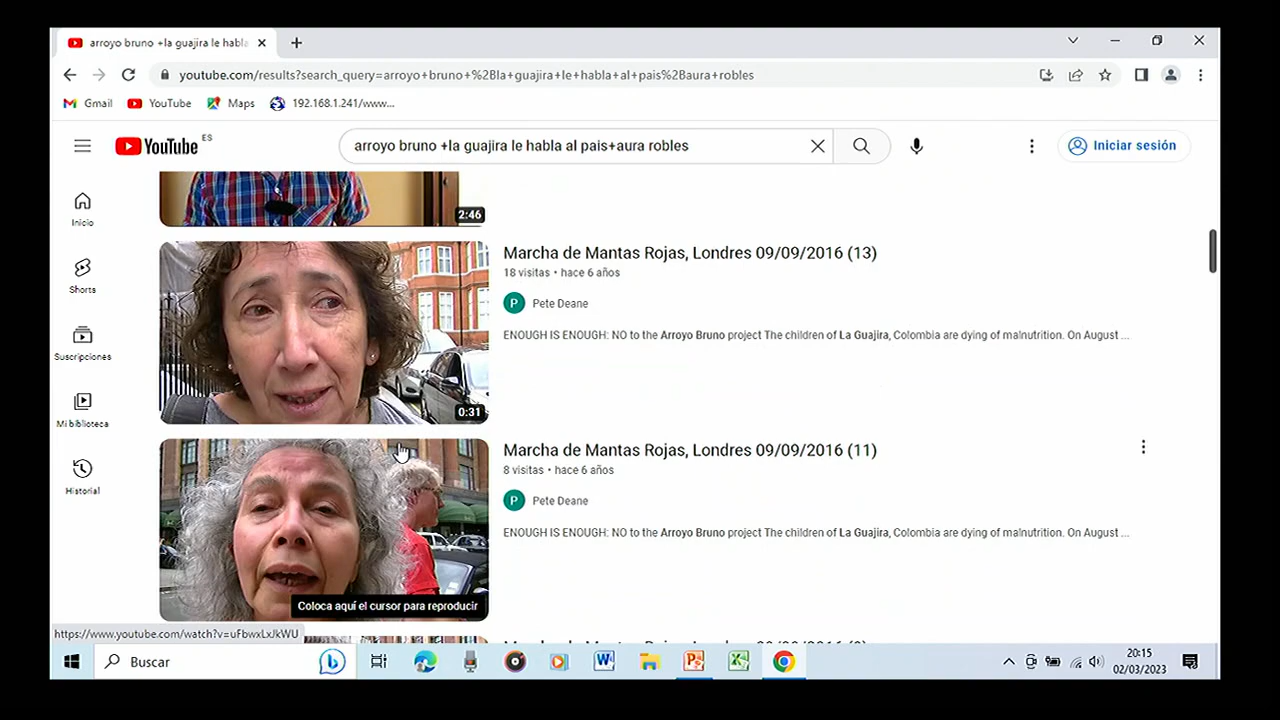 arroyo bruno +la guajira le habla
youtube.com/results?search_query=arroyo+bruno+%2Bla+guajira+le+habla+al+pais%2Baura+robles
Gmail YouTube Maps 192.168.1.241/www...
YouTube ES
arroyo bruno +la guajira le habla al pais+aura robles
Iniciar sesión
Inicio
Shorts
Suscripciones
Mi biblioteca
Historial
2:46
0:31
Marcha de Mantas Rojas, Londres 09/09/2016 (13)
18 visitas • hace 6 años
P Pete Deane
ENOUGH IS ENOUGH: NO to the Arroyo Bruno project The children of La Guajira, Colombia are dying of malnutrition. On August ...
Marcha de Mantas Rojas, Londres 09/09/2016 (11)
8 visitas • hace 6 años
P Pete Deane
ENOUGH IS ENOUGH: NO to the Arroyo Bruno project The children of La Guajira, Colombia are dying of malnutrition. On August ...
Coloca aquí el cursor para reproducir
https://www.youtube.com/watch?v=uFbwxLxJkWU
Buscar
20:15
02/03/2023